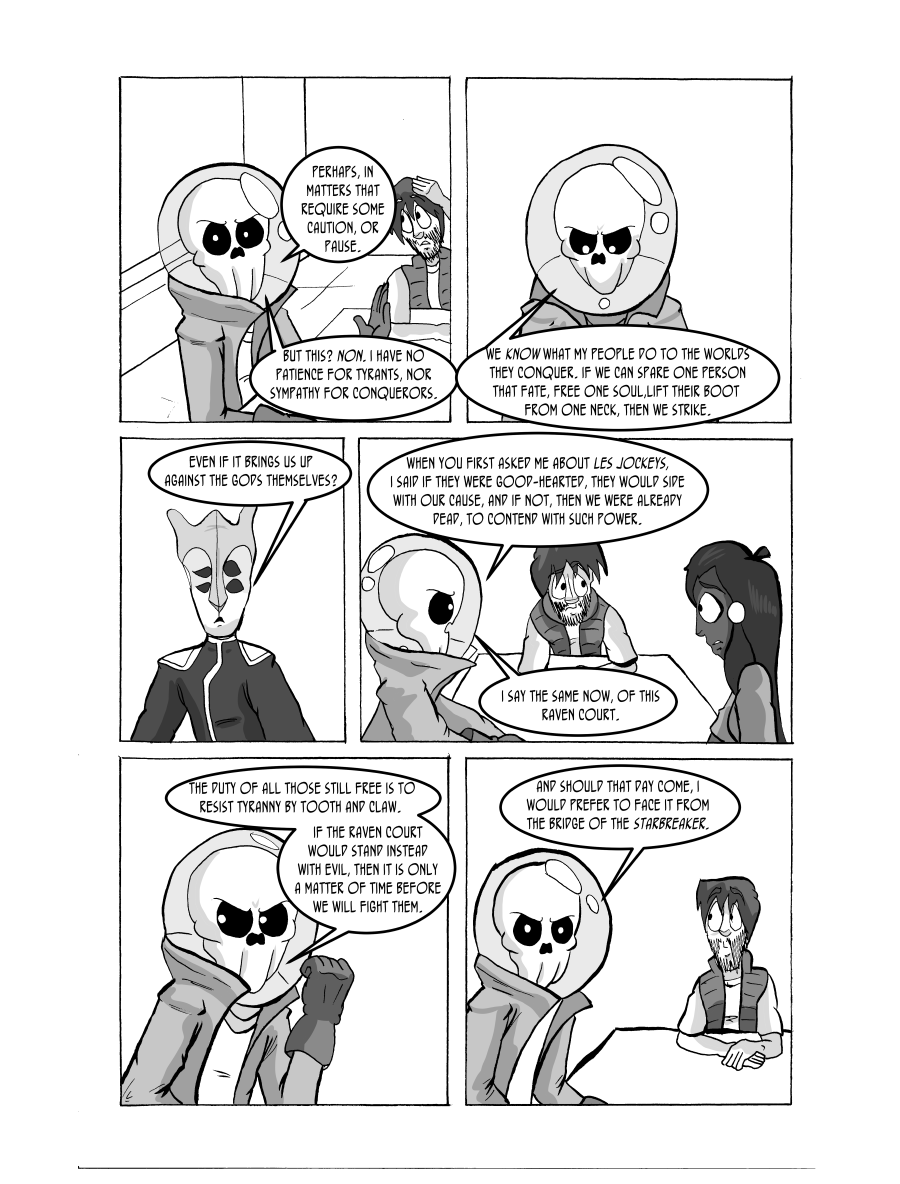 PERHAPS, IN
MATTERS THAT
REQUIRE SOME
CAUTION, OR
PAUSE.
BUT THIS? NON. I HAVE NO
PATIENCE FOR TYRANTS, NOR
SYMPATHY FOR CONQUERORS.
WE KNOW WHAT MY PEOPLE DO TO THE WORLDS
THEY CONQUER. IF WE CAN SPARE ONE PERSON
THAT FATE, FREE ONE SOUL,LIFT THEIR BOOT
FROM ONE NECK, THEN WE STRIKE.
EVEN IF IT BRINGS US UP
AGAINST THE GODS THEMSELVES?
WHEN YOU FIRST ASKED ME ABOUT LES JOCKEYS,
I SAID IF THEY WERE GOOD-HEARTED, THEY WOULD SIDE
WITH OUR CAUSE, AND IF NOT, THEN WE WERE ALREADY
DEAD, TO CONTEND WITH SUCH POWER.
I SAY THE SAME NOW, OF THIS
RAVEN COURT.
THE DUTY OF ALL THOSE STILL FREE IS TO
RESIST TYRANNY BY TOOTH AND CLAW.
IF THE RAVEN COURT
WOULD STAND INSTEAD
WITH EVIL, THEN IT IS ONLY
A MATTER OF TIME BEFORE
WE WILL FIGHT THEM.
AND SHOULD THAT DAY COME, I
WOULD PREFER TO FACE IT FROM
THE BRIDGE OF THE STARBREAKER.